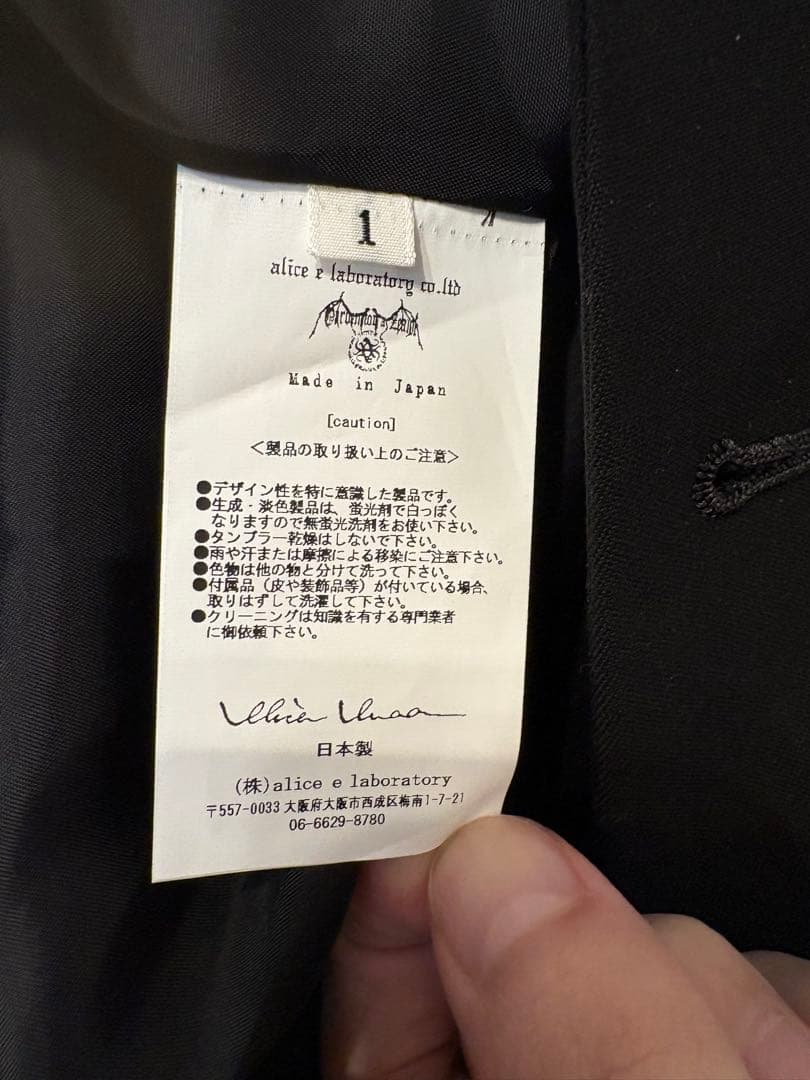 1
alice e laboratory co.ltd
Made in Japan
[caution]
<製品の取り扱い上のご注意>
●デザイン性を特に意識した製品です。
●生成・淡色製品は、蛍光剤で白っぽく
なりますので無蛍光洗剤をお使い下さい。
●タンブラー乾燥はしないで下さい。
●雨や汗または摩擦による移染にご注意下さい。
●色物は他の物と分けて洗って下さい。
●付属品（皮や装飾品等）が付いている場合、
取りはずして洗濯して下さい。
●クリーニングは知識を有する専門業者
に御依頼下さい。
日本製
(株)alice e laboratory
〒557-0033 大阪府大阪市西成区梅南1-7-21
06-6629-8780